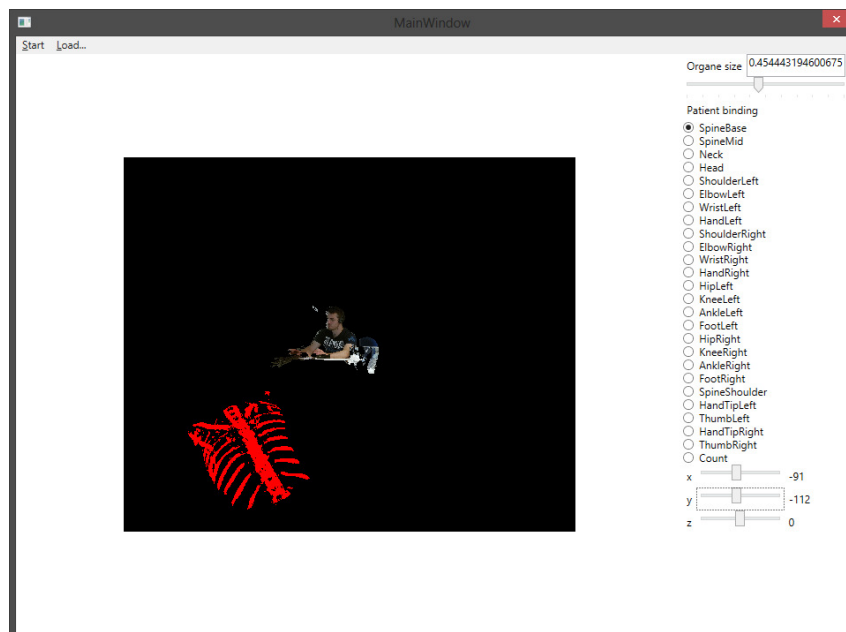 MainWindow
Start Load...
Organe size 0.454443194600675
Patient binding
SpineBase
SpineMid
Neck
Head
ShoulderLeft
ElbowLeft
WristLeft
HandLeft
ShoulderRight
ElbowRight
WristRight
HandRight
HipLeft
KneeLeft
AnkleLeft
FootLeft
HipRight
KneeRight
AnkleRight
FootRight
SpineShoulder
HandTipLeft
ThumbLeft
HandTipRight
ThumbRight
Count
x -91
y -112
z 0